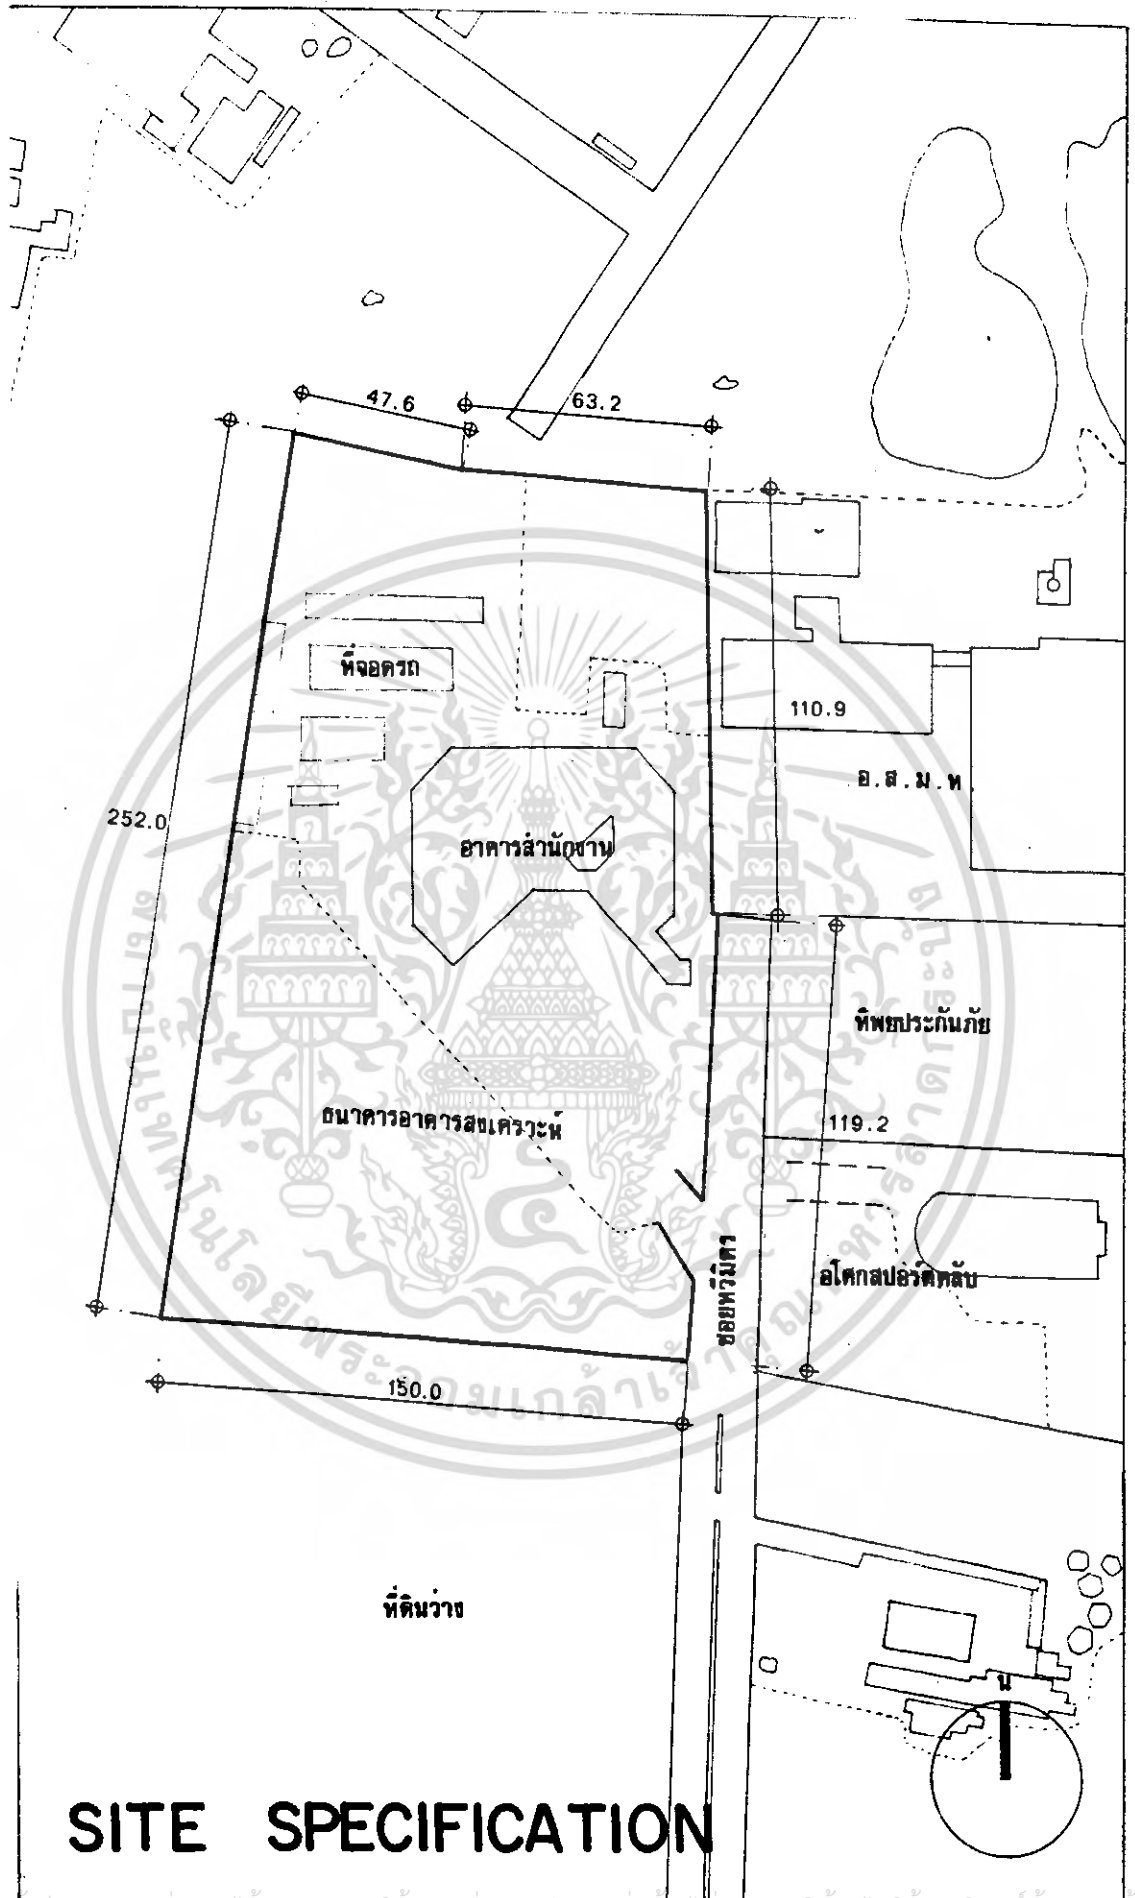 47.6
63.2
ที่จอดรถ
110.9
อ.ส.ม.ท
252.0
อาคารสำนักงาน
ทิพยประกันภัย
ธนาคารอาคารสงเคราะห์
119.2
ซอยทวีมิตร
อโศกสปอร์ตคลับ
150.0
ที่ดินว่าง
น
SITE SPECIFICATION